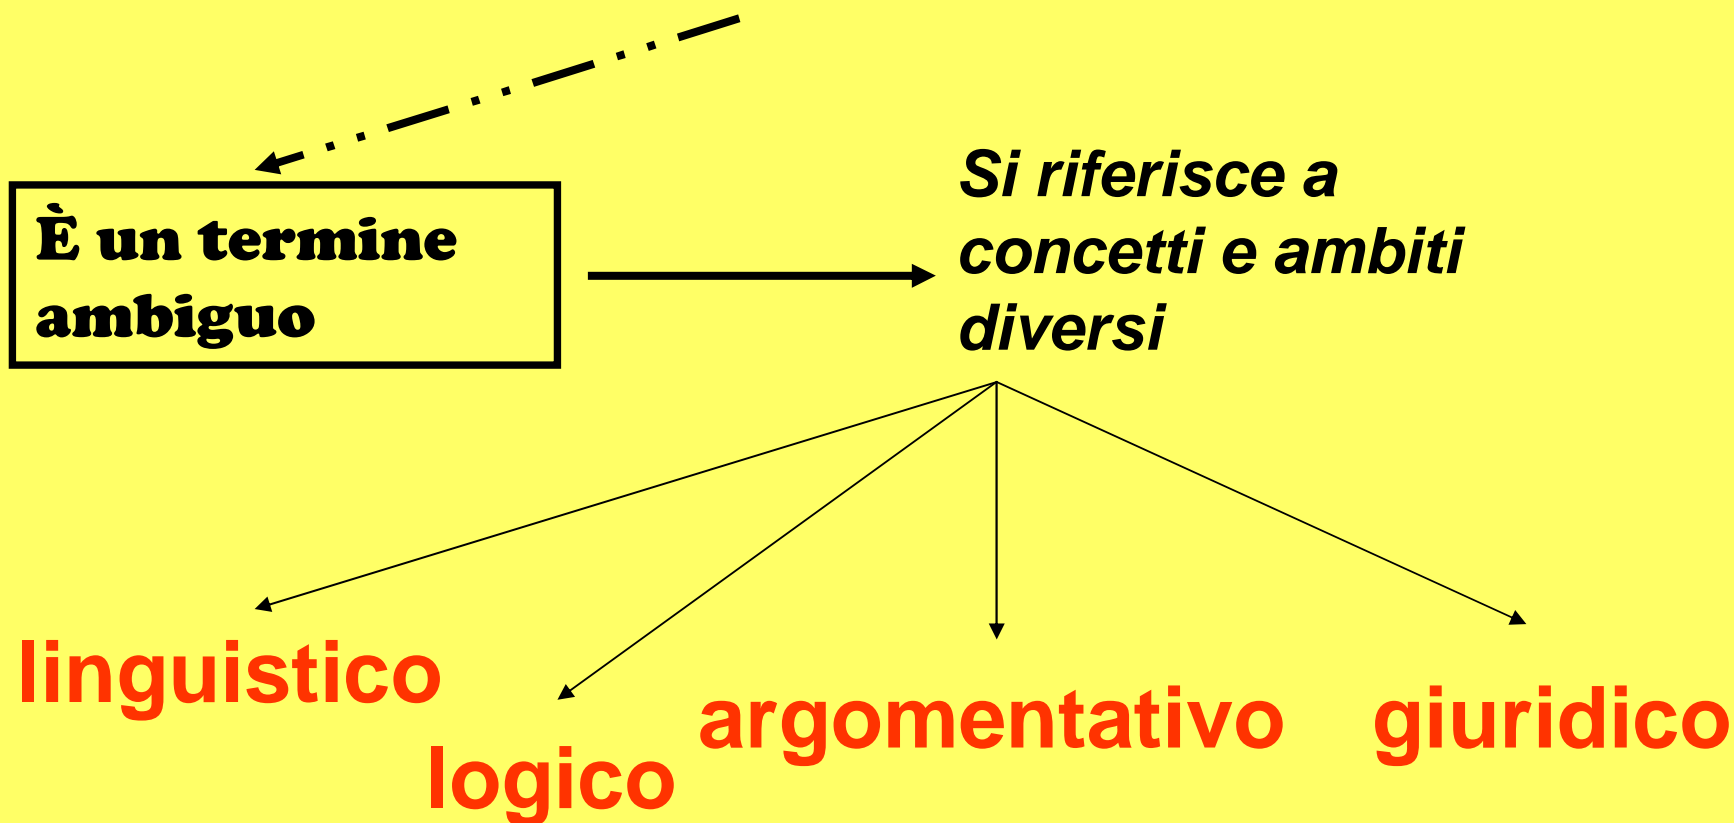 È un termine
ambiguo
Si riferisce a
concetti e ambiti
diversi
linguistico
logico
argomentativo
giuridico